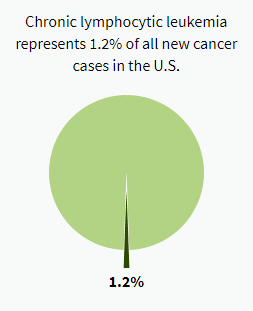 Chronic lymphocytic leukemia
represents 1.2% of all new cancer
cases in the U.S.
1.2%